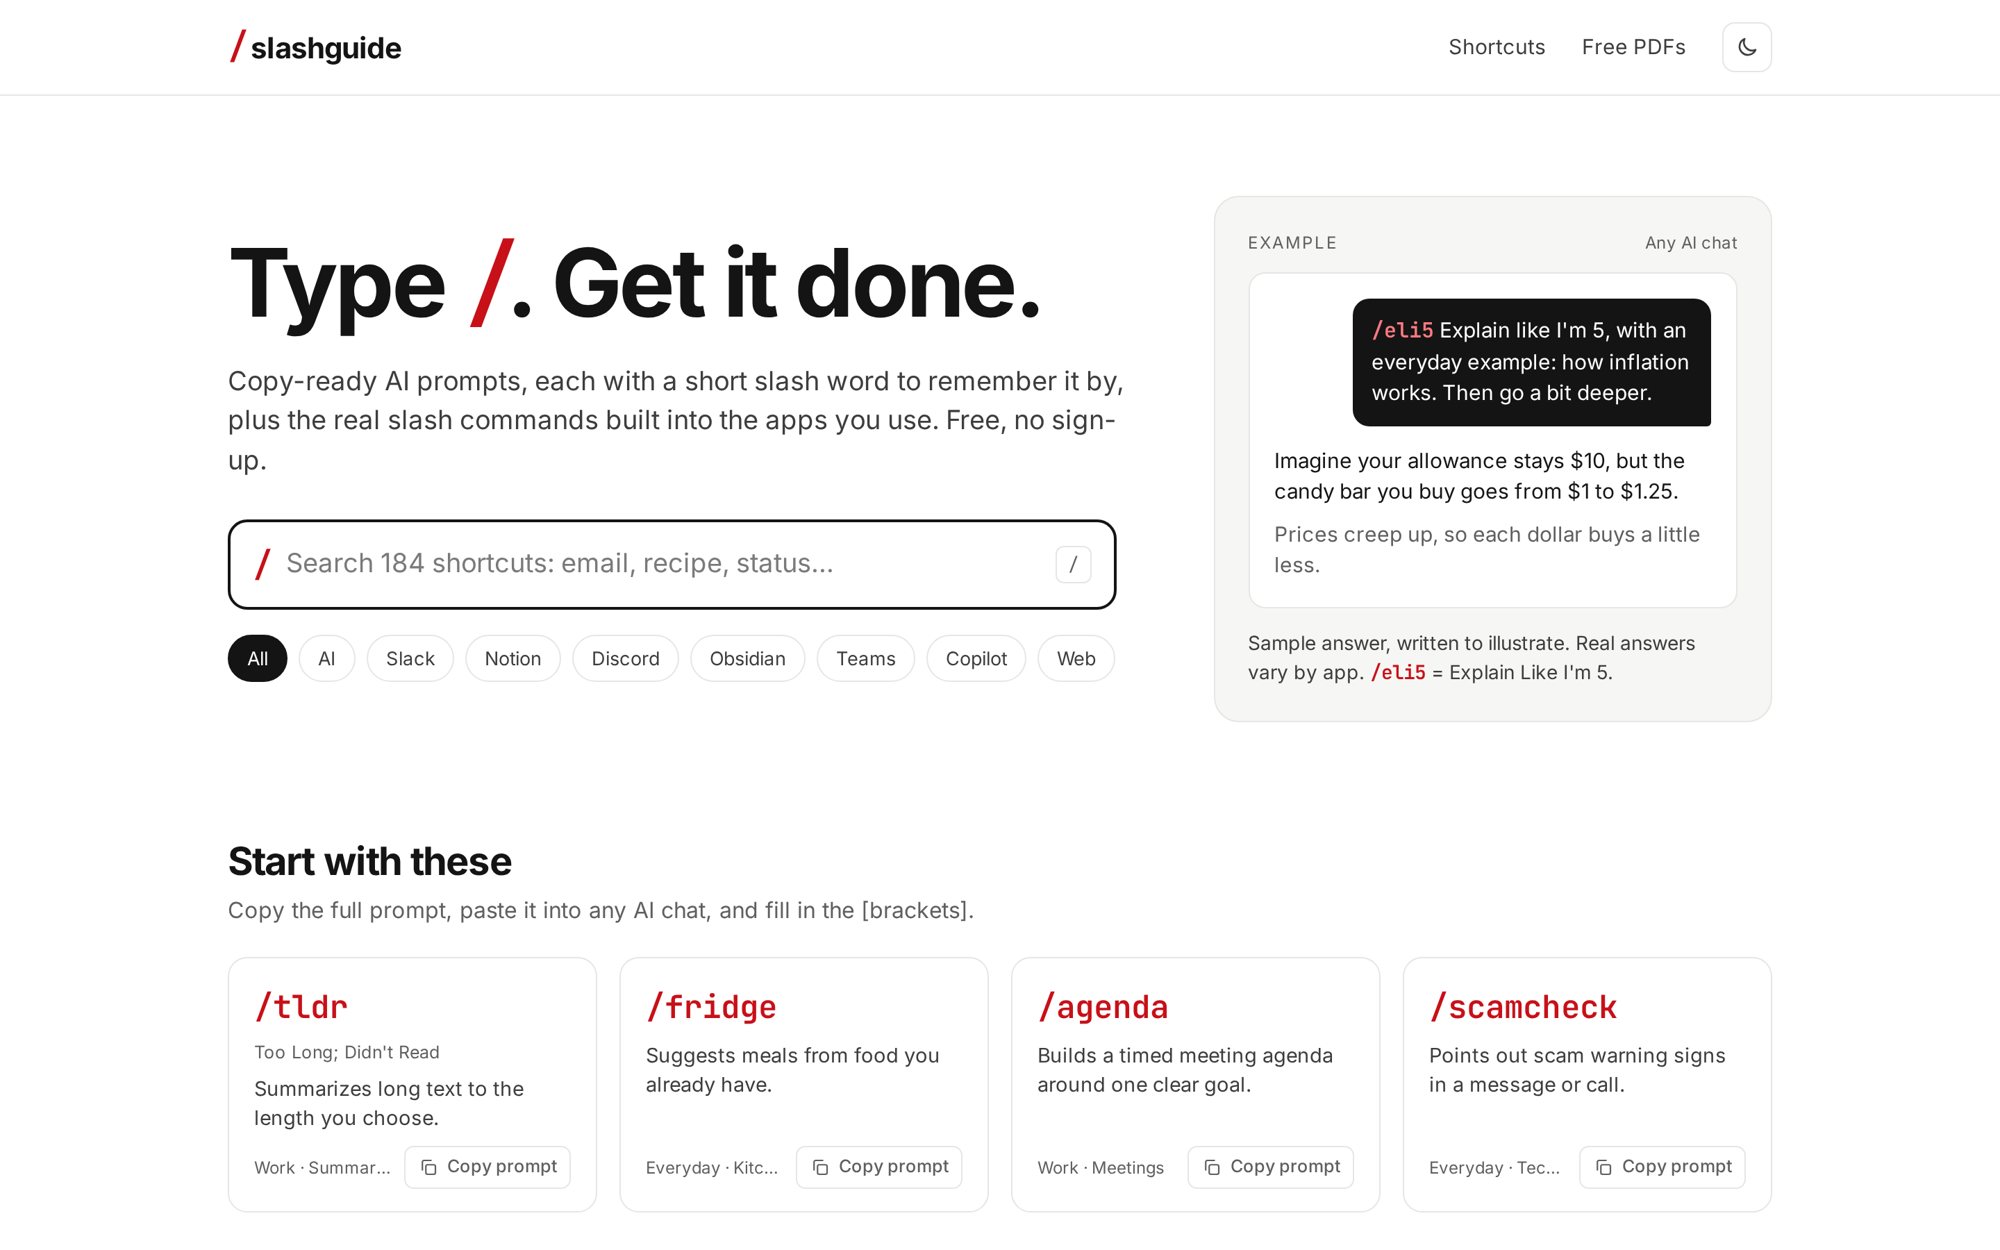 / slashguide
Shortcuts
Free PDFs
Type /. Get it done.
Copy-ready AI prompts, each with a short slash word to remember it by,
plus the real slash commands built into the apps you use. Free, no sign-
up.
/ Search 184 shortcuts: email, recipe, status... /
All
AI
Slack
Notion
Discord
Obsidian
Teams
Copilot
Web
EXAMPLE
Any AI chat
/eli5 Explain like I'm 5, with an
everyday example: how inflation
works. Then go a bit deeper.
Imagine your allowance stays $10, but the
candy bar you buy goes from $1 to $1.25.
Prices creep up, so each dollar buys a little
less.
Sample answer, written to illustrate. Real answers
vary by app. /eli5 = Explain Like I'm 5.
Start with these
Copy the full prompt, paste it into any AI chat, and fill in the [brackets].
/tldr
Too Long; Didn't Read
Summarizes long text to the
length you choose.
Work · Summar...
Copy prompt
/fridge
Suggests meals from food you
already have.
Everyday · Kitc...
Copy prompt
/agenda
Builds a timed meeting agenda
around one clear goal.
Work · Meetings
Copy prompt
/scamcheck
Points out scam warning signs
in a message or call.
Everyday · Tec...
Copy prompt